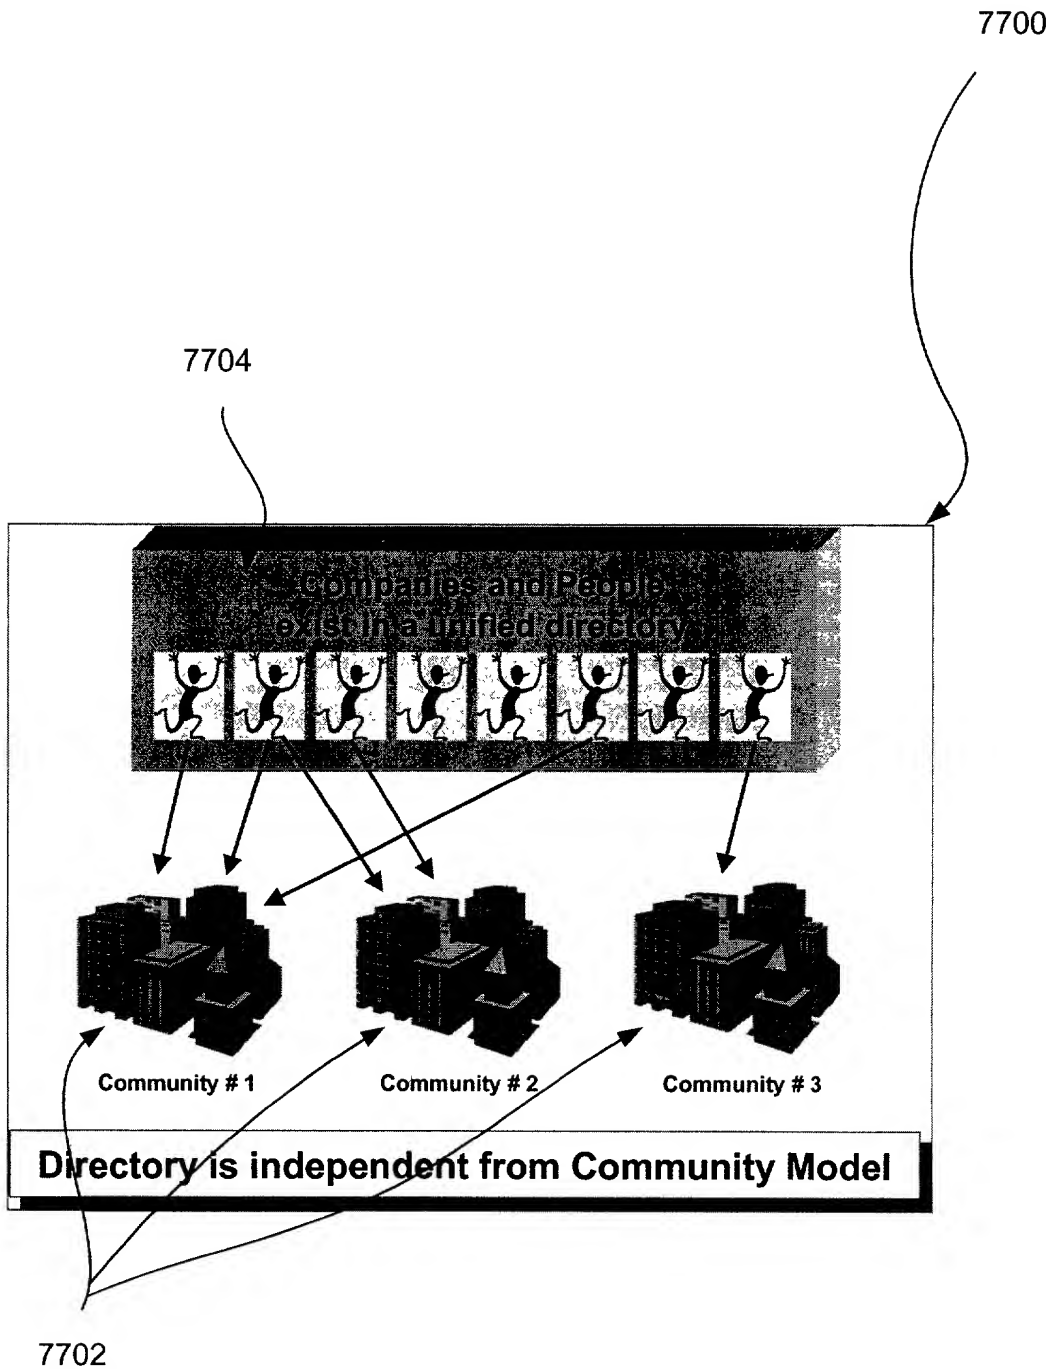 7700
7704
Companies and People
exist in a unified directory
Community # 1
Community # 2
Community # 3
Directory is independent from Community Model
7702